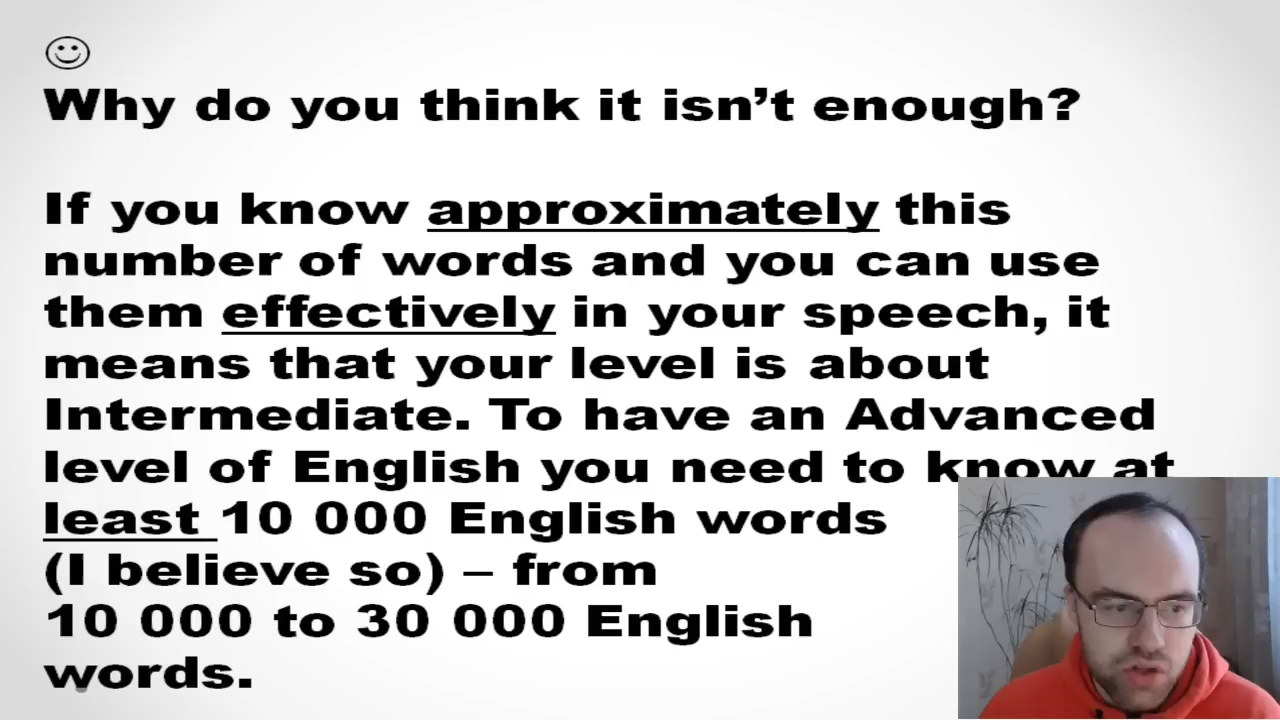 Why do you think it isn't enough?
If you know approximately this
number of words and you can use
them effectively in your speech, it
means that your level is about
Intermediate. To have an Advanced
level of English you need to know at
least 10 000 English words
(I believe so) – from
10 000 to 30 000 English
words.